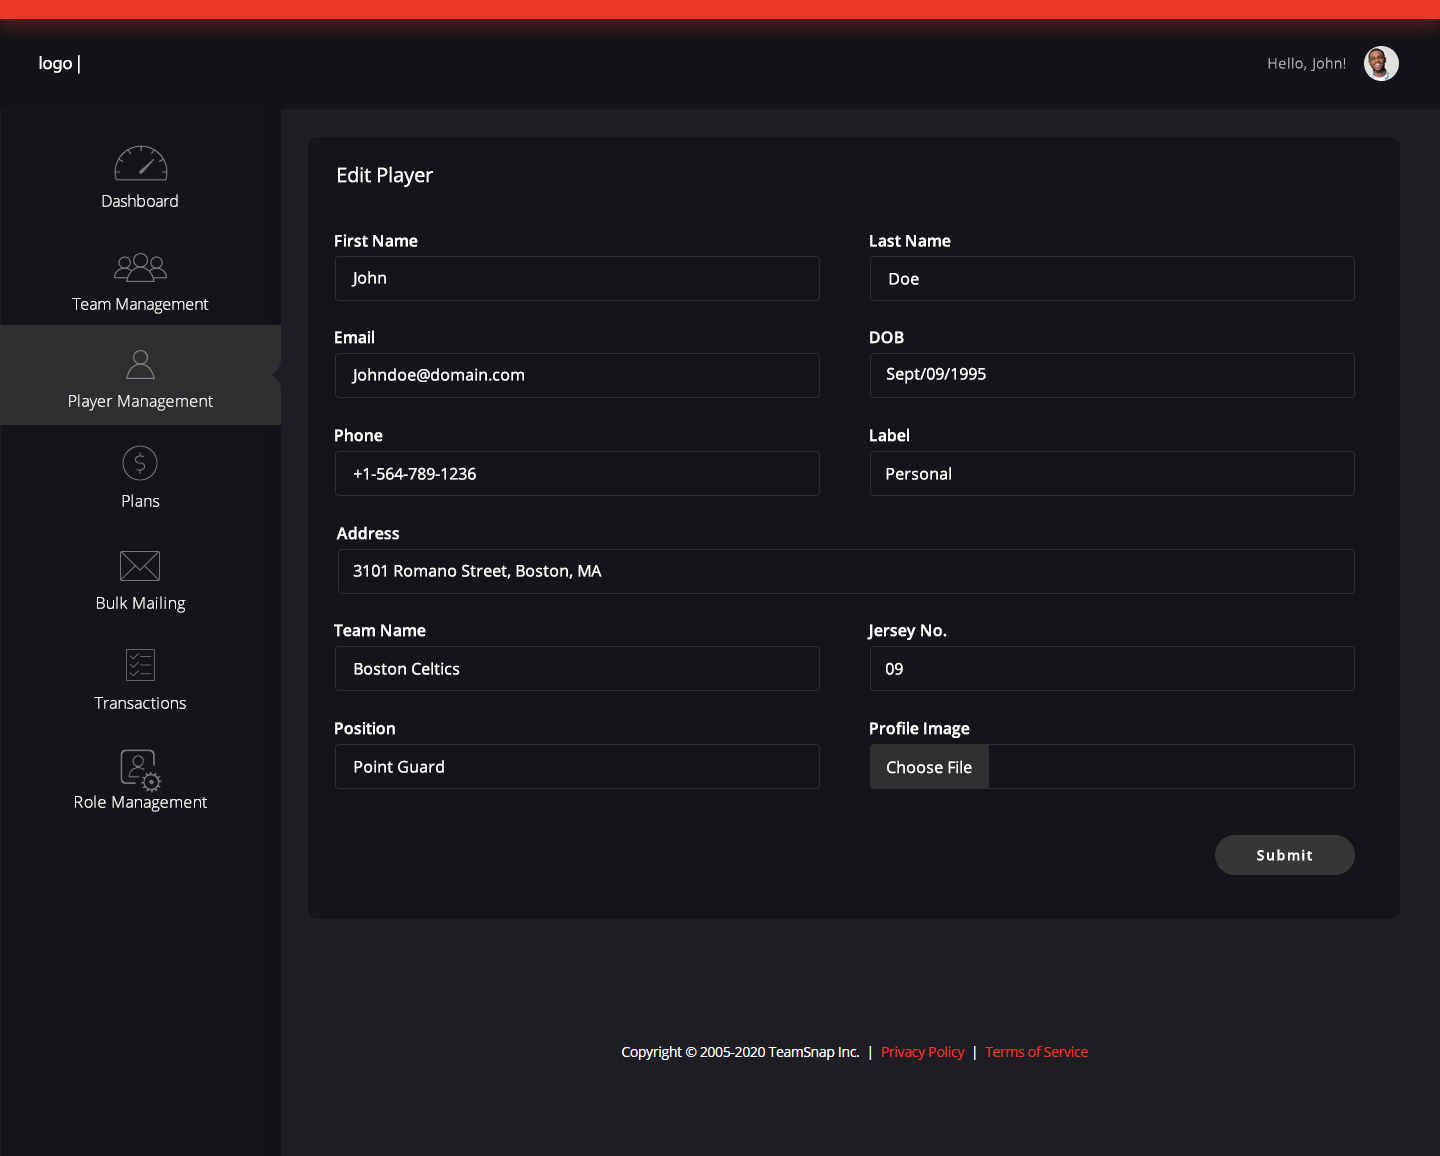 logo |
Hello, John!
Dashboard
Team Management
Player Management
$
Plans
Bulk Mailing
Transactions
Role Management
Edit Player
First Name
Last Name
John
Doe
Email
DOB
Johndoe@domain.com
Sept/09/1995
Phone
Label
+1-564-789-1236
Personal
Address
3101 Romano Street, Boston, MA
Team Name
Jersey No.
Boston Celtics
09
Position
Profile Image
Point Guard
Choose File
Submit
Copyright © 2005-2020 TeamSnap Inc. | Privacy Policy | Terms of Service